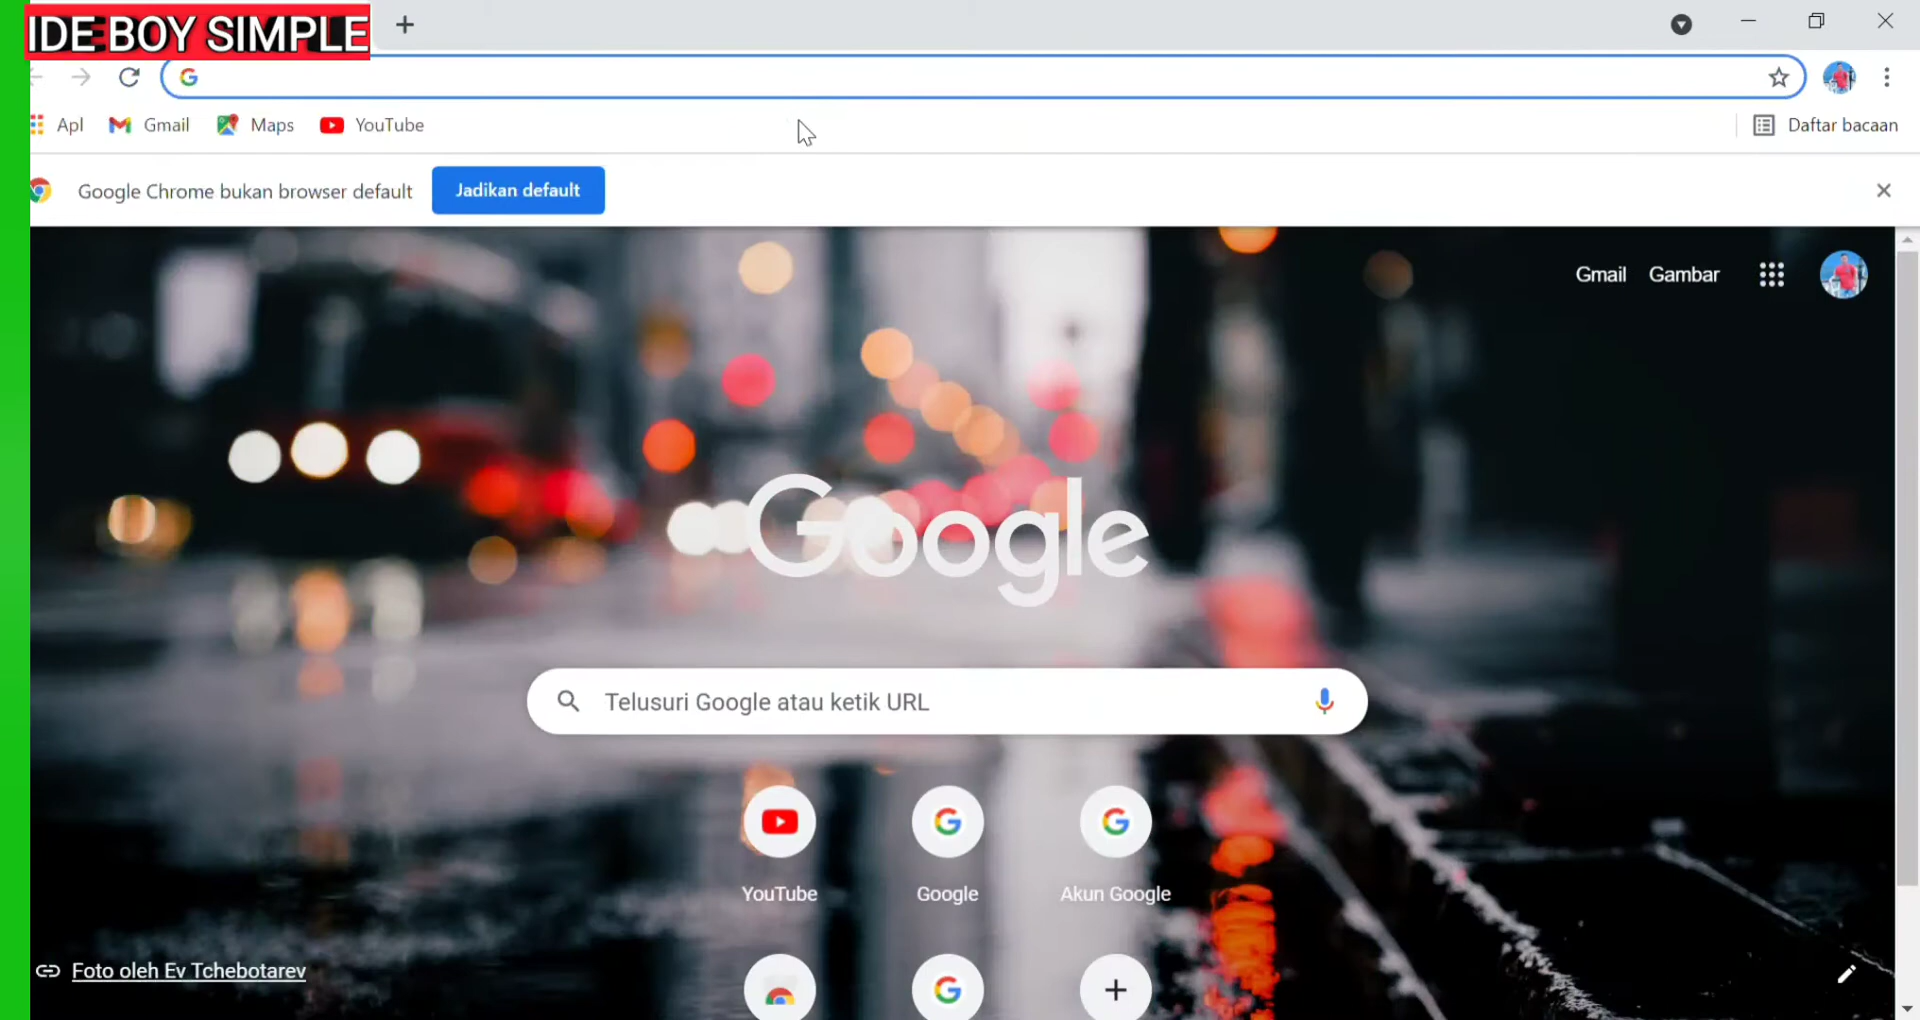 IDE BOY SIMPLE
Apl Gmail Maps YouTube Daftar bacaan
Google Chrome bukan browser default Jadikan default
Gmail Gambar
Google
Telusuri Google atau ketik URL
YouTube Google Akun Google
Foto oleh Ev Tchebotarev